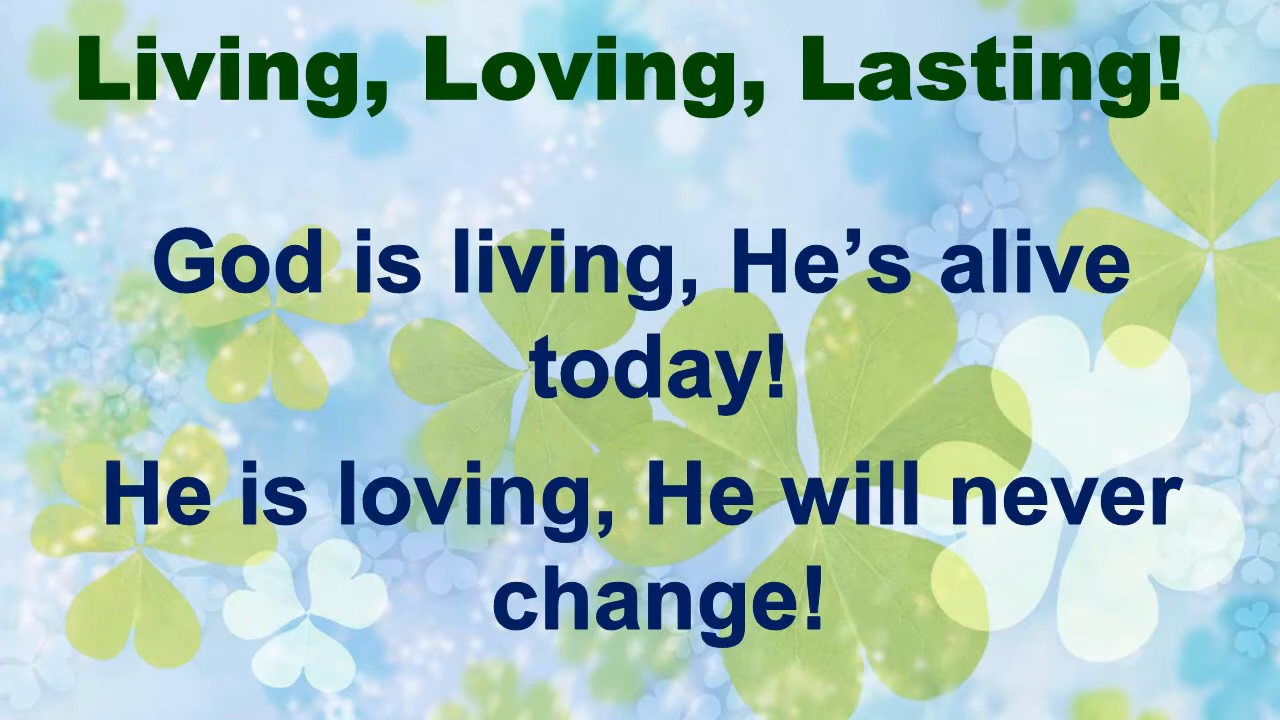 Living, Loving, Lasting!
God is living, He’s alive
today!
He is loving, He will never
change!